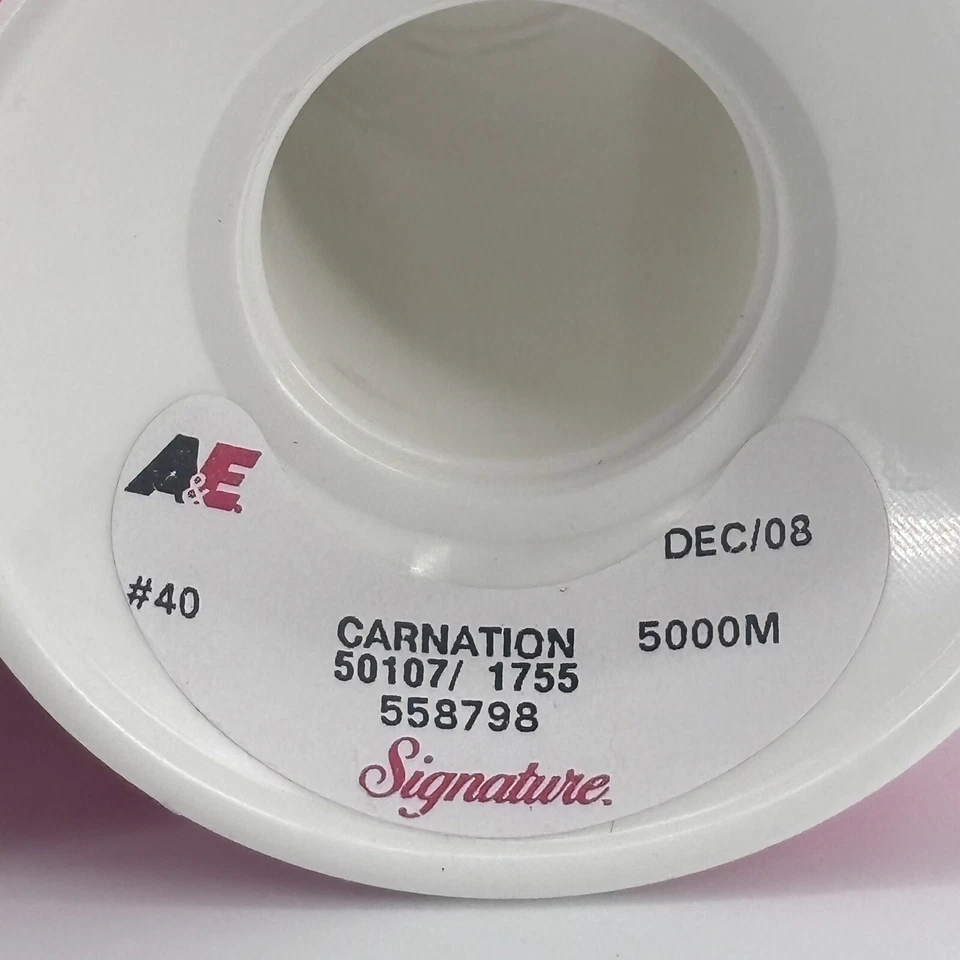 A&E
DEC/08
#40
CARNATION 5000M
50107/ 1755
558798
Signature